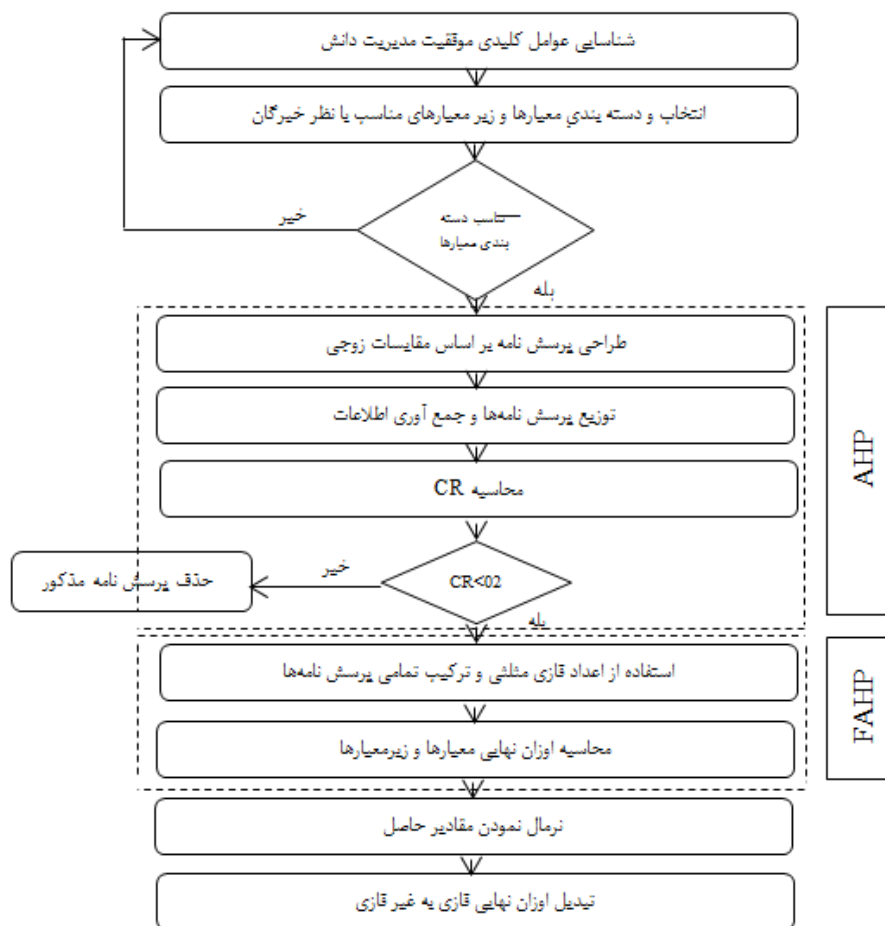 شناسایی عوامل کلیدی موفقیت مدیریت دانش
انتخاب و دسته بندي معیارها و زیر معیارهای مناسب با نظر خبرگان
تناسب دسته
بندی معیارها
خیر
بله
طراحی پرسش نامه بر اساس مقایسات زوجی
توزیع پرسش نامه‌ها و جمع آوری اطلاعات
محاسبه CR
CR<02
خیر
حذف پرسش نامه مذکور
بله
AHP
استفاده از اعداد فازی مثلثی و ترکیب تمامی پرسش نامه‌ها
محاسبه اوزان نهایی معیارها و زیرمعیارها
FAHP
نرمال نمودن مقادیر حاصل
تبدیل اوزان نهایی فازی به غیر فازی